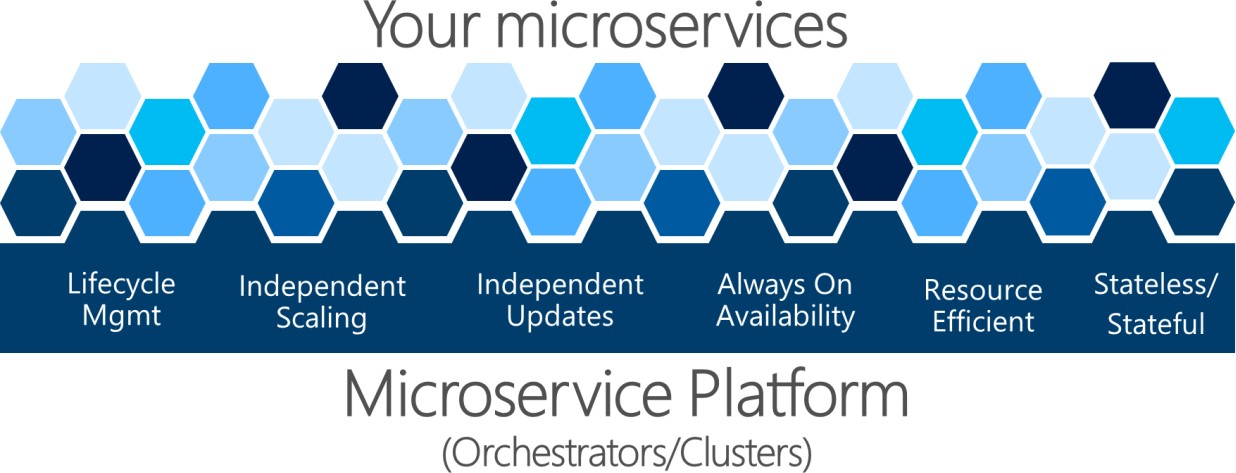 Your microservices
Lifecycle
Mgmt
Independent
Scaling
Independent
Updates
Always On
Availability
Resource
Efficient
Stateless/
Stateful
Microservice Platform
(Orchestrators/Clusters)